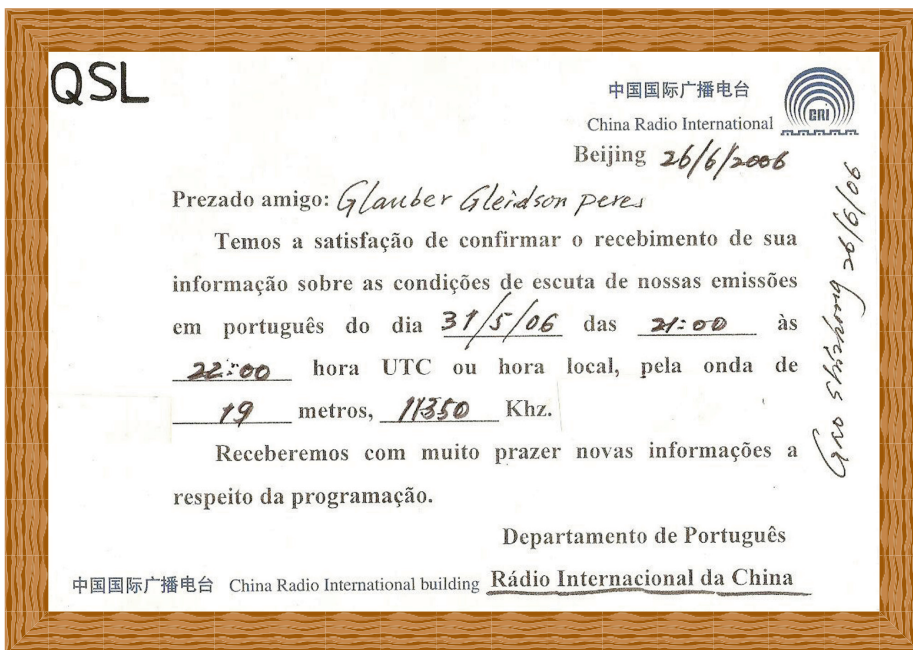 QSL
中国国际广播电台
China Radio International
CRI
Beijing 26/6/2006
Prezado amigo: Glauber Gleidson peres
Temos a satisfação de confirmar o recebimento de sua
informação sobre as condições de escuta de nossas emissões
em português do dia 31/5/06 das 21:00 às
22:00 hora UTC ou hora local, pela onda de
19 metros, 11350 Khz.
Receberemos com muito prazer novas informações a
respeito da programação.
Departamento de Português
中国国际广播电台 China Radio International building Rádio Internacional da China
26/6/06